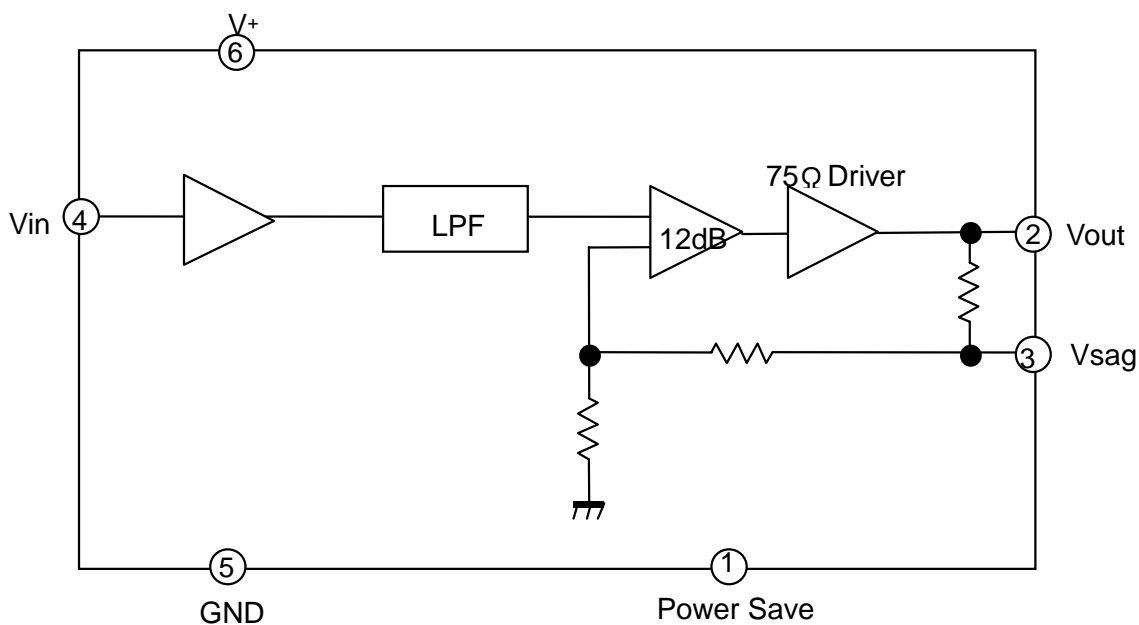 V+
6
75Ω Driver
Vin
4
LPF
12dB
2
Vout
3
Vsag
5
1
GND
Power Save